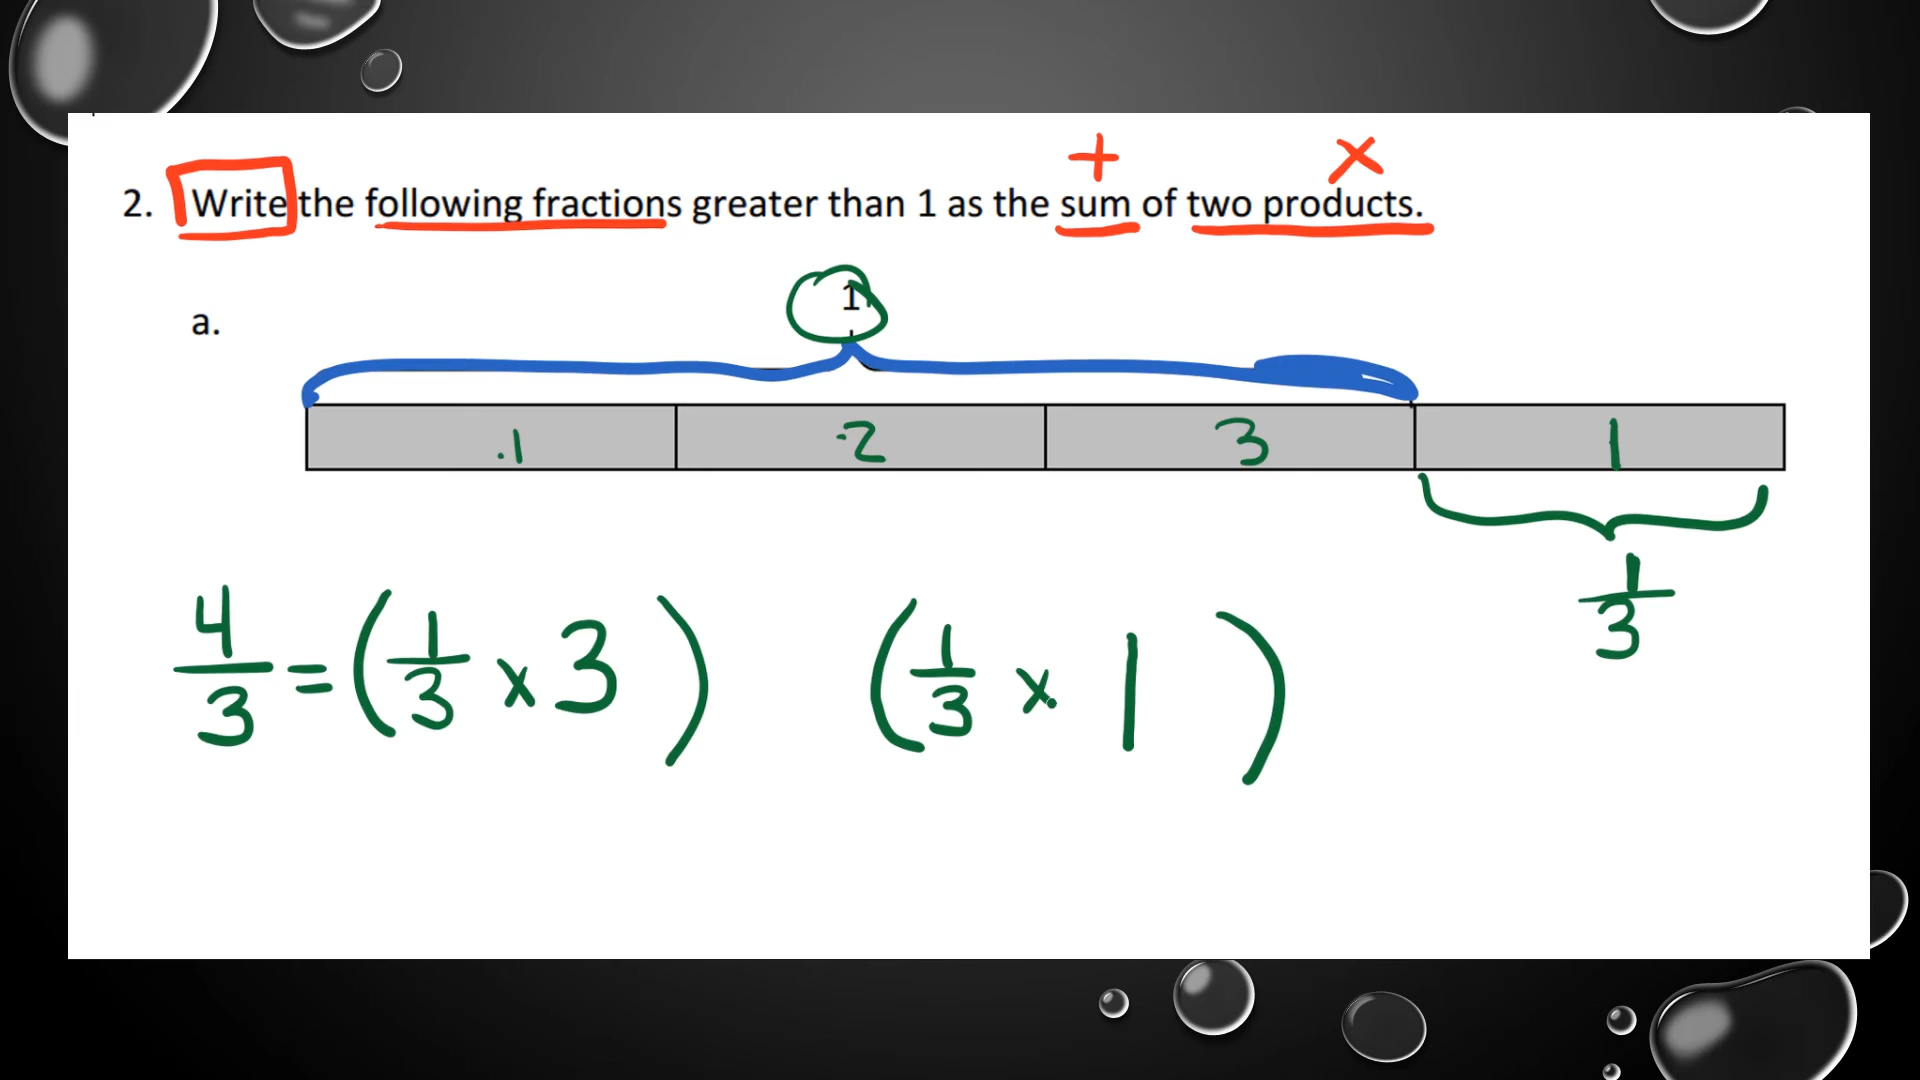 + ×
2. Write the following fractions greater than 1 as the sum of two products.
1
a.
.1 .2 3 1
1/3
4/3 = (1/3 × 3) (1/3 × 1)